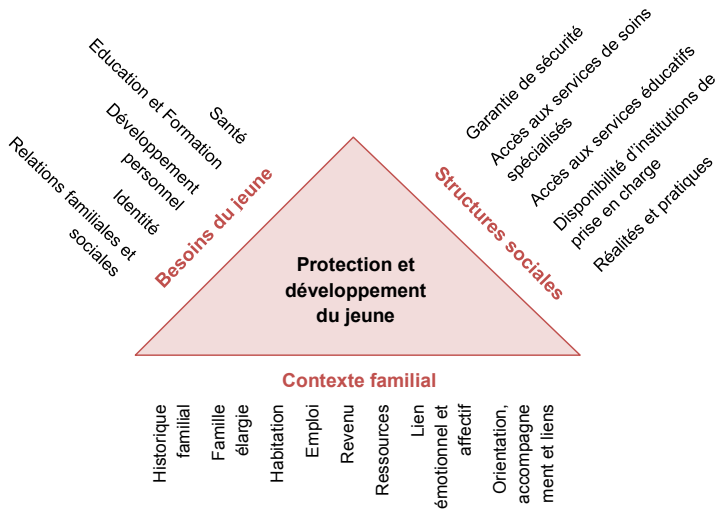 Santé
Education et Formation
Développement
personnel
Identité
Relations familiales et
sociales
Besoins du jeune
Garantie de sécurité
Accès aux services de soins
spécialisés
Accès aux services éducatifs
Disponibilité d'institutions de
prise en charge
Réalités et pratiques
Structures sociales
Protection et
développement
du jeune
Contexte familial
Historique
familial
Famille
élargie
Habitation
Emploi
Revenu
Ressources
Lien
émotionnel et
affectif
Orientation,
accompagne
ment et liens